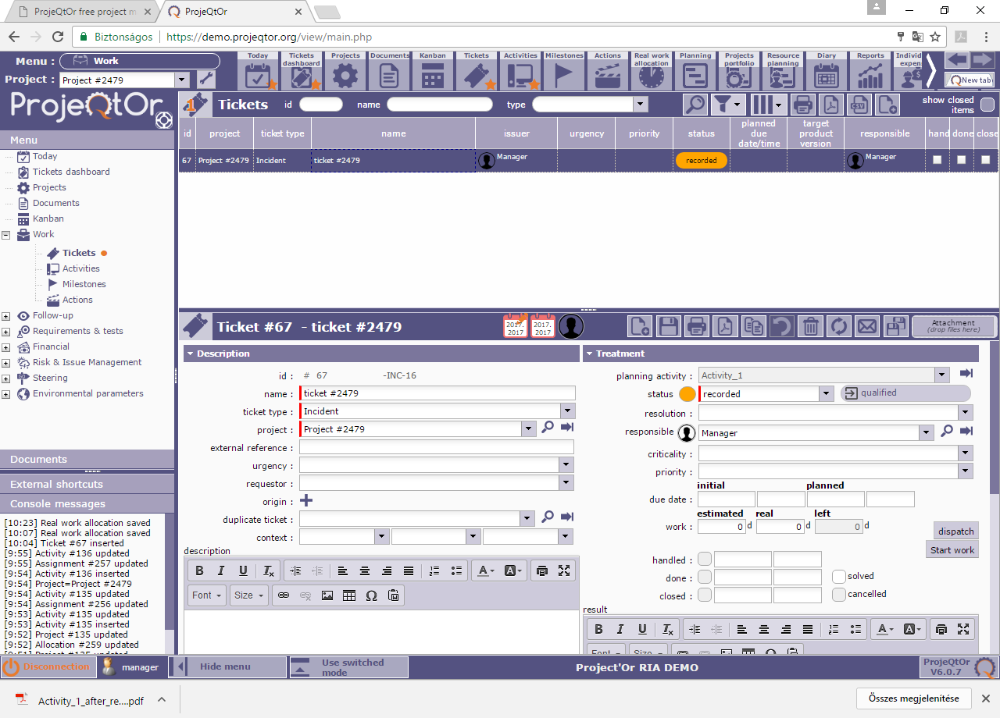 ProjeQtOr free project m
ProjeQtOr
Biztonságos
https://demo.projeqtor.org/view/main.php
Menu :
Work
Project :
Project #2479
Today
Tickets dashboard
Projects
Documents
Kanban
Tickets
Activities
Milestones
Actions
Real work allocation
Planning
Projects portfolio
Resource planning
Diary
Reports
Individ
expen
New tab
ProjeQtOr
1
Tickets
id
name
type
show closed items
Menu
id
project
ticket type
name
issuer
urgency
priority
status
planned due date/time
target product version
responsible
hand
done
close
67
Project #2479
Incident
ticket #2479
Manager
recorded
Manager
Today
Tickets dashboard
Projects
Documents
Kanban
Work
Tickets
Activities
Milestones
Actions
Follow-up
Requirements & tests
Financial
Risk & Issue Management
Steering
Environmental parameters
Documents
External shortcuts
Console messages
[10:23] Real work allocation saved
[10:07] Real work allocation saved
[10:04] Ticket #67 inserted
[9:55] Activity #136 updated
[9:55] Assignment #257 updated
[9:54] Activity #136 inserted
[9:54] Project=Project #2479
[9:54] Activity #135 updated
[9:54] Assignment #256 updated
[9:53] Activity #135 updated
[9:53] Activity #135 inserted
[9:52] Project #135 updated
[9:52] Allocation #259 updated
[9:51] Project #135 updated
Ticket #67 - ticket #2479
2017.
2017
2017.
2017
Attachment
(drop files here)
Description
id :
# 67
-INC-16
name :
ticket #2479
ticket type :
Incident
project :
Project #2479
external reference :
urgency :
requestor :
origin :
duplicate ticket :
context :
description
Font
Size
Treatment
planning activity :
Activity_1
status
recorded
qualified
resolution :
responsible
Manager
criticality :
priority :
initial
planned
due date :
estimated
real
left
work :
0 d
0 d
0 d
dispatch
Start work
handled :
done :
solved
closed :
cancelled
result
Font
Size
Disconnection
manager
Hide menu
Use switched mode
Project'Or RIA DEMO
ProjeQtOr
V6.0.7
Activity_1_after_re....pdf
Összes megjelenítése